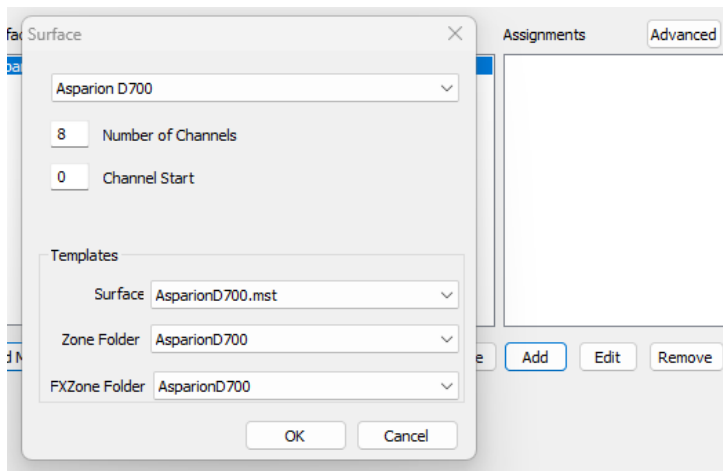 Surface
Assignments
Advanced
Asparion D700
8 Number of Channels
0 Channel Start
Templates
Surface AsparionD700.mst
Zone Folder AsparionD700
FXZone Folder AsparionD700
Add
Edit
Remove
OK
Cancel